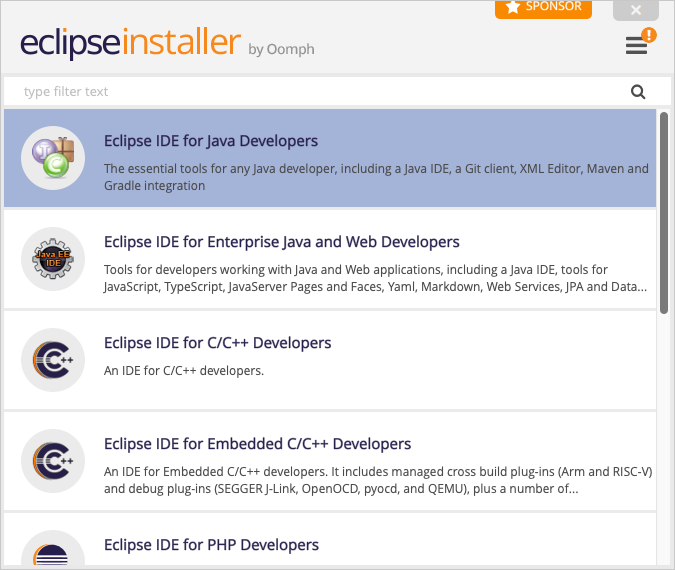 SPONSOR
eclipseinstaller by Oomph
type filter text
Eclipse IDE for Java Developers
The essential tools for any Java developer, including a Java IDE, a Git client, XML Editor, Maven and
Gradle integration
Java EE
IDE
Eclipse IDE for Enterprise Java and Web Developers
Tools for developers working with Java and Web applications, including a Java IDE, tools for
JavaScript, TypeScript, JavaServer Pages and Faces, Yaml, Markdown, Web Services, JPA and Data...
C++
Eclipse IDE for C/C++ Developers
An IDE for C/C++ developers.
C++
Eclipse IDE for Embedded C/C++ Developers
An IDE for Embedded C/C++ developers. It includes managed cross build plug-ins (Arm and RISC-V)
and debug plug-ins (SEGGER J-Link, OpenOCD, pyocd, and QEMU), plus a number of...
Eclipse IDE for PHP Developers